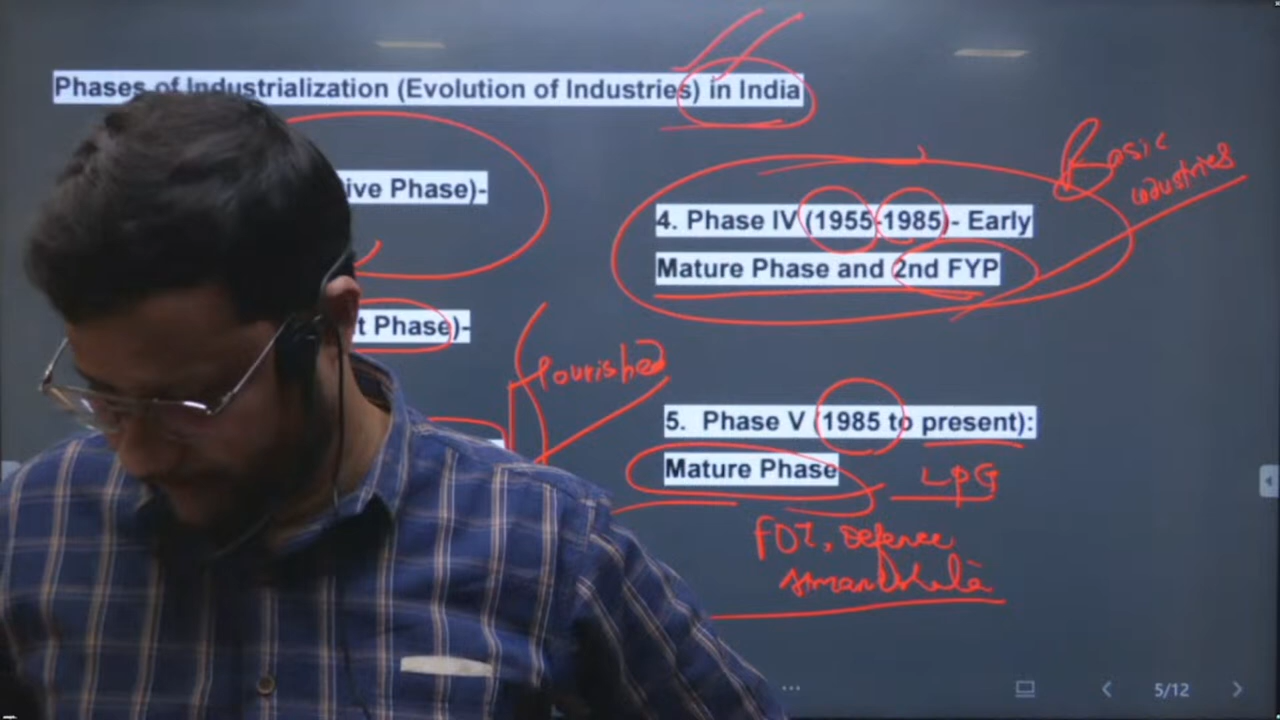 Phases of Industrialization (Evolution of Industries) in India
ive Phase)-
t Phase)-
flourished
4. Phase IV (1955-1985)- Early
Mature Phase and 2nd FYP
Basic
industries
5. Phase V (1985 to present):
Mature Phase
LPG
FDI, Defence
5/12